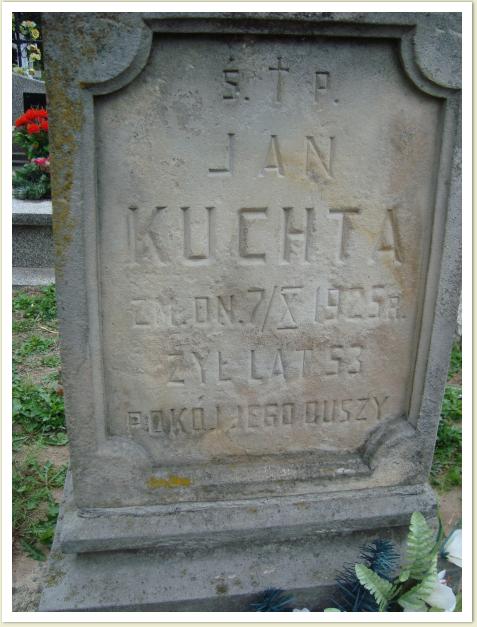 Ś. † P.
JAN
KUCHTA
ZM. DN. 7/X 1925 R.
ŻYŁ LAT 53
POKÓJ JEGO DUSZY